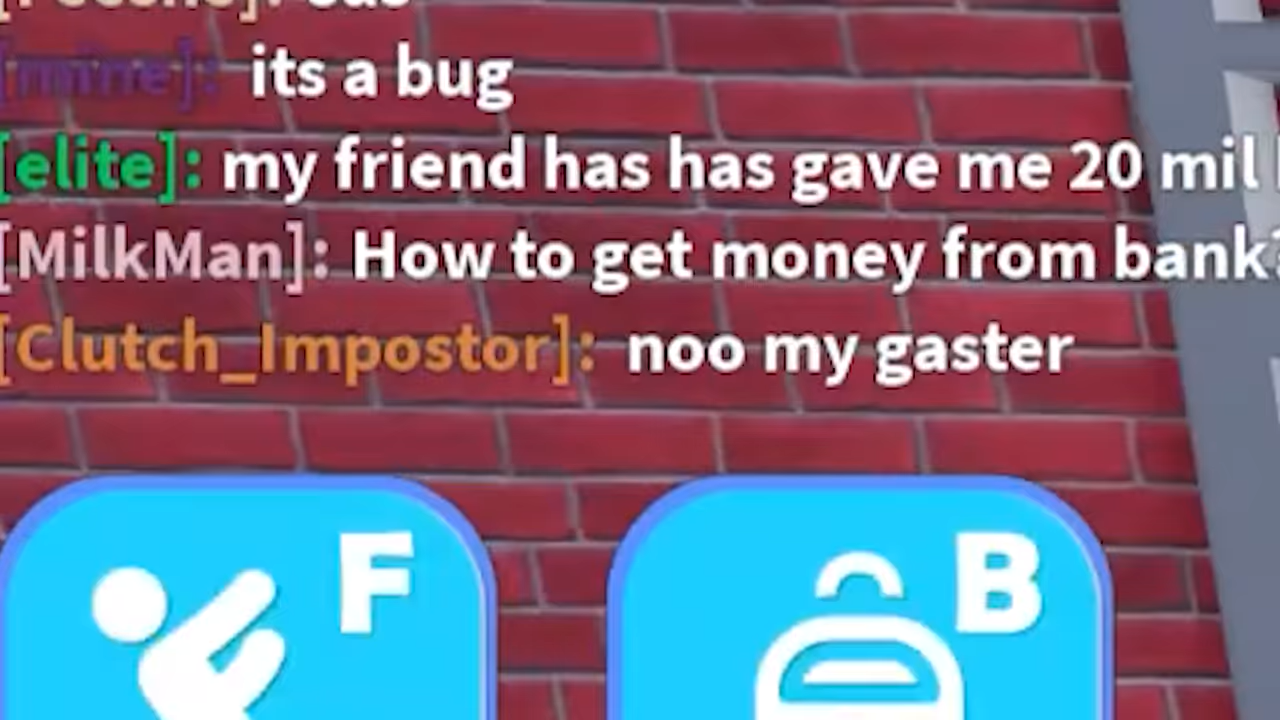 [mine]: its a bug
[elite]: my friend has has gave me 20 mil
[MilkMan]: How to get money from bank?
[Clutch_Impostor]: noo my gaster
F
B